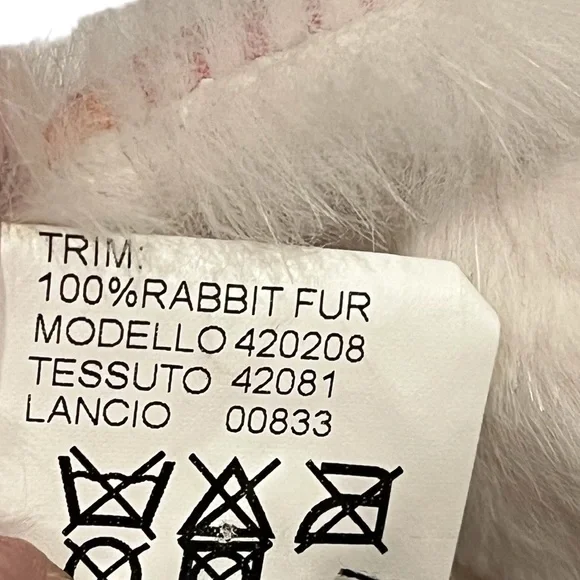 TRIM:
100%RABBIT FUR
MODELLO 420208
TESSUTO 42081
LANCIO 00833